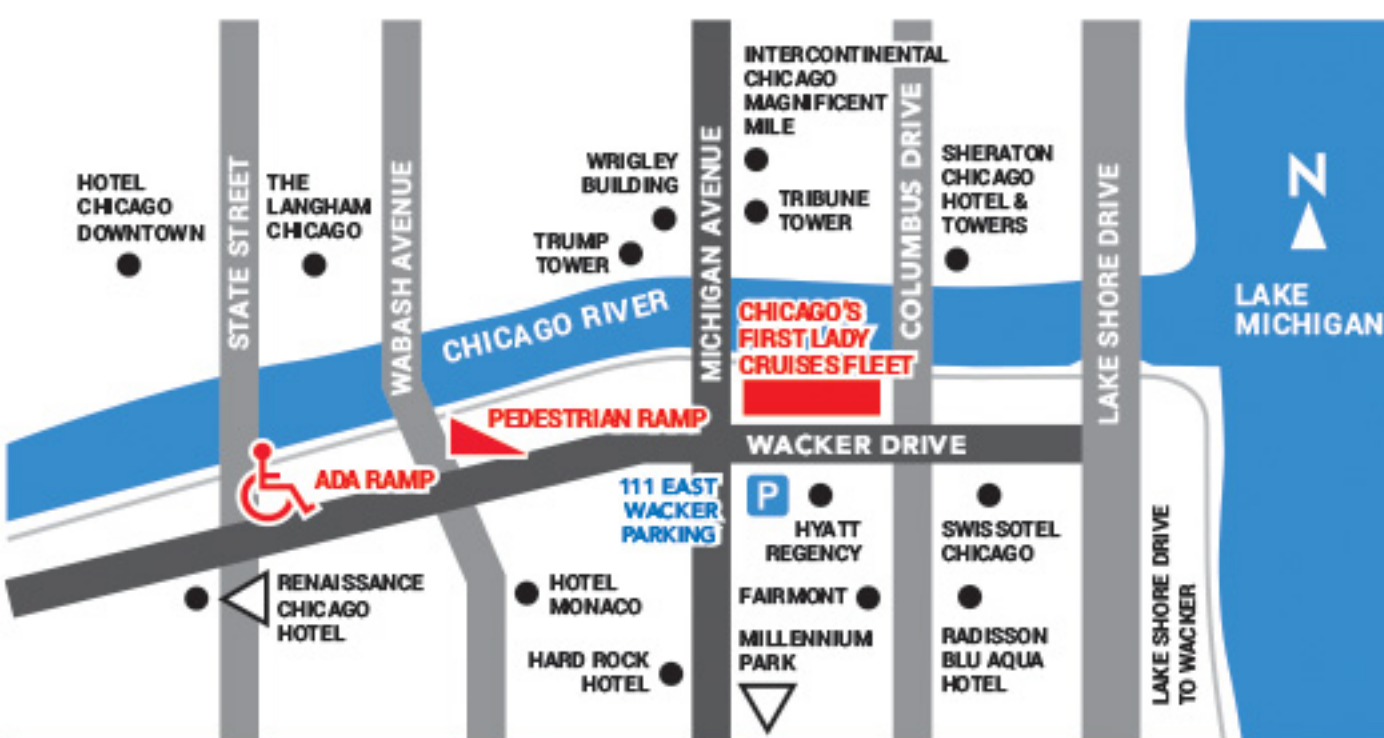 HOTEL
CHICAGO
DOWNTOWN
STATE STREET
THE
LANGHAM
CHICAGO
WABASH AVENUE
CHICAGO RIVER
WRIGLEY
BUILDING
TRUMP
TOWER
MICHIGAN AVENUE
INTERCONTINENTAL
CHICAGO
MAGNIFICENT
MILE
TRIBUNE
TOWER
COLUMBUS DRIVE
SHERATON
CHICAGO
HOTEL &
TOWERS
LAKE SHORE DRIVE
N
LAKE
MICHIGAN
CHICAGO'S
FIRST LADY
CRUISES FLEET
PEDESTRIAN RAMP
ADA RAMP
WACKER DRIVE
111 EAST
WACKER
PARKING
P
HYATT
REGENCY
SWISSOTEL
CHICAGO
RENAISSANCE
CHICAGO
HOTEL
HOTEL
MONACO
HARD ROCK
HOTEL
FAIRMONT
MILLENNIUM
PARK
RADISSON
BLU AQUA
HOTEL
LAKE SHORE DRIVE
TO WACKER